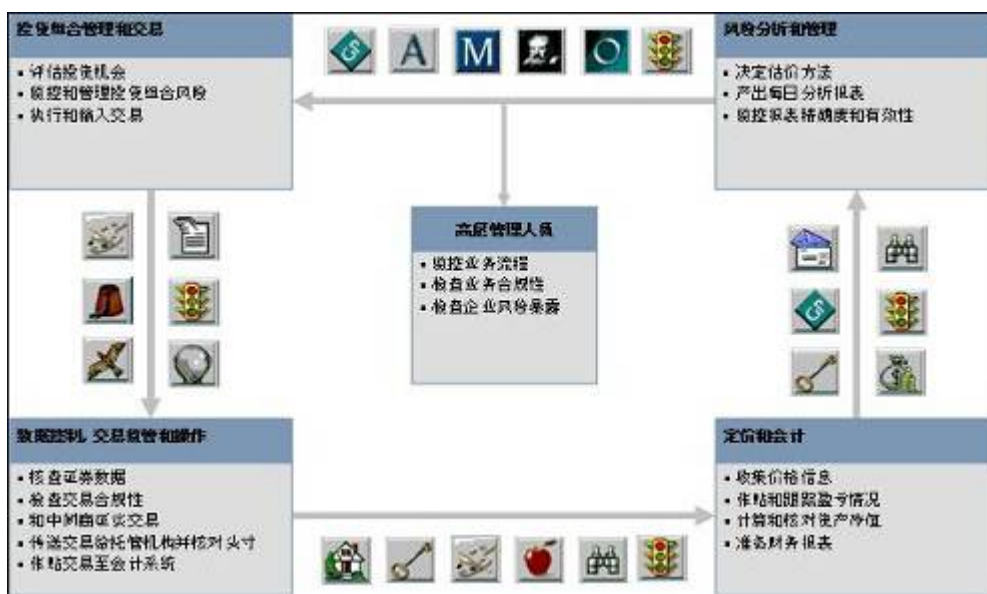 投资组合管理和交易
▪ 评估投资机会
▪ 监控和管理投资组合风险
▪ 执行和输入交易
A
M
O
风险分析和管理
▪ 决定估价方法
▪ 产出每日分析报表
▪ 监控报表精确度和有效性
高层管理人员
▪ 监控业务流程
▪ 检查业务合规性
▪ 检查企业风险暴露
数据控制, 交易监管和操作
▪ 核查证券数据
▪ 检查交易合规性
▪ 和中间商证实交易
▪ 传送交易给托管机构并核对头寸
▪ 张贴交易至会计系统
定价和会计
▪ 收集价格信息
▪ 张贴和跟踪盈亏情况
▪ 计算和核对资产净值
▪ 准备财务报表